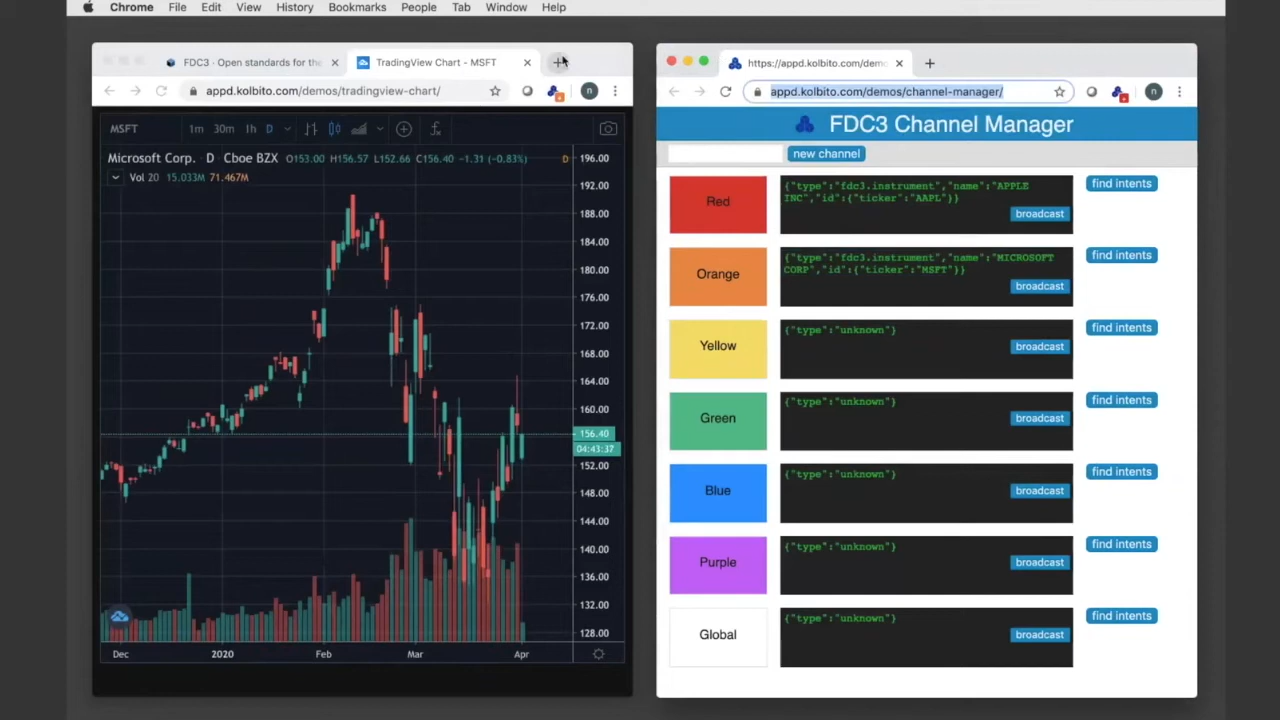 Chrome File Edit View History Bookmarks People Tab Window Help
FDC3 · Open standards for the
TradingView Chart - MSFT
appd.kolbito.com/demos/tradingview-chart/
n
MSFT 1m 30m 1h D
Microsoft Corp. D Cboe BZX O153.00 H156.57 L152.66 C156.40 −1.31 (−0.83%) D
Vol 20 15.033M 71.467M
196.00
192.00
188.00
184.00
180.00
176.00
172.00
168.00
164.00
160.00
156.40
04:43:37
152.00
148.00
144.00
140.00
136.00
132.00
128.00
Dec 2020 Feb Mar Apr
https://appd.kolbito.com/demo
appd.kolbito.com/demos/channel-manager/
n
FDC3 Channel Manager
new channel
Red
{"type":"fdc3.instrument","name":"APPLE
INC","id":{"ticker":"AAPL"}}
broadcast
find intents
Orange
{"type":"fdc3.instrument","name":"MICROSOFT
CORP","id":{"ticker":"MSFT"}}
broadcast
find intents
Yellow
{"type":"unknown"}
broadcast
find intents
Green
{"type":"unknown"}
broadcast
find intents
Blue
{"type":"unknown"}
broadcast
find intents
Purple
{"type":"unknown"}
broadcast
find intents
Global
{"type":"unknown"}
broadcast
find intents